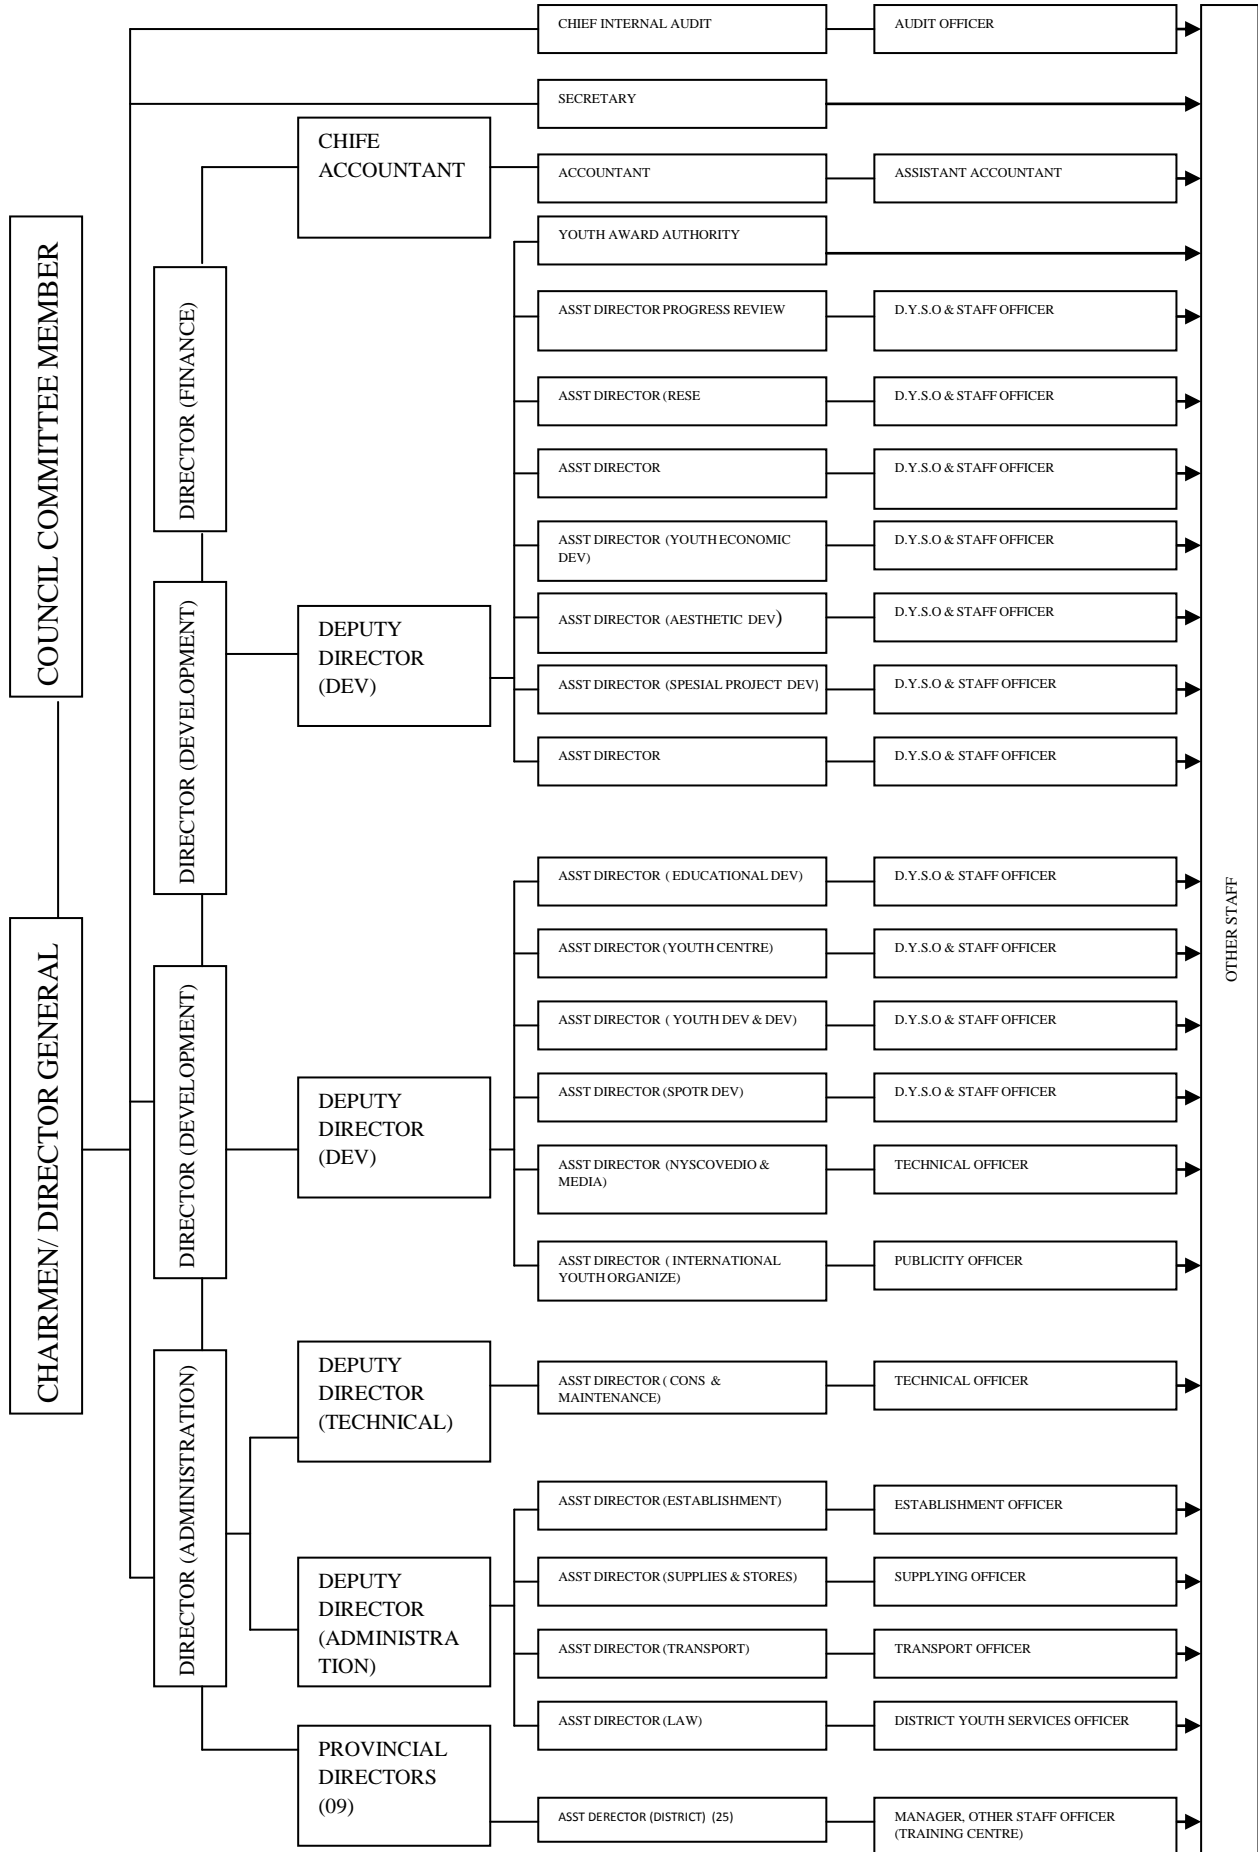 COUNCIL COMMITTEE MEMBER
CHAIRMEN/ DIRECTOR GENERAL
DIRECTOR (FINANCE)
DIRECTOR (DEVELOPMENT)
DIRECTOR (DEVELOPMENT)
DIRECTOR (ADMINISTRATION)
CHIFE
ACCOUNTANT
DEPUTY
DIRECTOR
(DEV)
DEPUTY
DIRECTOR
(DEV)
DEPUTY
DIRECTOR
(TECHNICAL)
DEPUTY
DIRECTOR
(ADMINISTRA
TION)
PROVINCIAL
DIRECTORS
(09)
CHIEF INTERNAL AUDIT
AUDIT OFFICER
SECRETARY
ACCOUNTANT
ASSISTANT ACCOUNTANT
YOUTH AWARD AUTHORITY
ASST DIRECTOR PROGRESS REVIEW
D.Y.S.O & STAFF OFFICER
ASST DIRECTOR (RESE
D.Y.S.O & STAFF OFFICER
ASST DIRECTOR
D.Y.S.O & STAFF OFFICER
ASST DIRECTOR (YOUTH ECONOMIC
DEV)
D.Y.S.O & STAFF OFFICER
ASST DIRECTOR (AESTHETIC DEV)
D.Y.S.O & STAFF OFFICER
ASST DIRECTOR (SPESIAL PROJECT DEV)
D.Y.S.O & STAFF OFFICER
ASST DIRECTOR
D.Y.S.O & STAFF OFFICER
ASST DIRECTOR ( EDUCATIONAL DEV)
D.Y.S.O & STAFF OFFICER
ASST DIRECTOR (YOUTH CENTRE)
D.Y.S.O & STAFF OFFICER
ASST DIRECTOR ( YOUTH DEV & DEV)
D.Y.S.O & STAFF OFFICER
ASST DIRECTOR (SPOTR DEV)
D.Y.S.O & STAFF OFFICER
ASST DIRECTOR (NYSCOVEDIO &
MEDIA)
TECHNICAL OFFICER
ASST DIRECTOR ( INTERNATIONAL
YOUTH ORGANIZE)
PUBLICITY OFFICER
ASST DIRECTOR ( CONS &
MAINTENANCE)
TECHNICAL OFFICER
ASST DIRECTOR (ESTABLISHMENT)
ESTABLISHMENT OFFICER
ASST DIRECTOR (SUPPLIES & STORES)
SUPPLYING OFFICER
ASST DIRECTOR (TRANSPORT)
TRANSPORT OFFICER
ASST DIRECTOR (LAW)
DISTRICT YOUTH SERVICES OFFICER
ASST DERECTOR (DISTRICT) (25)
MANAGER, OTHER STAFF OFFICER
(TRAINING CENTRE)
OTHER STAFF